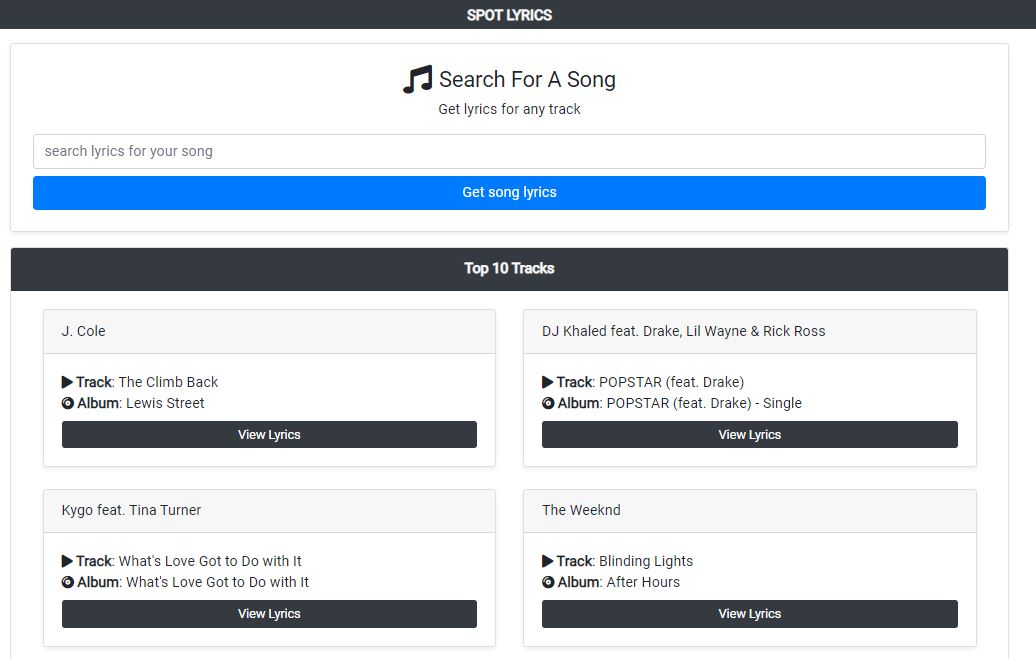 SPOT LYRICS
Search For A Song
Get lyrics for any track
search lyrics for your song
Get song lyrics
Top 10 Tracks
J. Cole
Track: The Climb Back
Album: Lewis Street
View Lyrics
DJ Khaled feat. Drake, Lil Wayne & Rick Ross
Track: POPSTAR (feat. Drake)
Album: POPSTAR (feat. Drake) - Single
View Lyrics
Kygo feat. Tina Turner
Track: What's Love Got to Do with It
Album: What's Love Got to Do with It
View Lyrics
The Weeknd
Track: Blinding Lights
Album: After Hours
View Lyrics